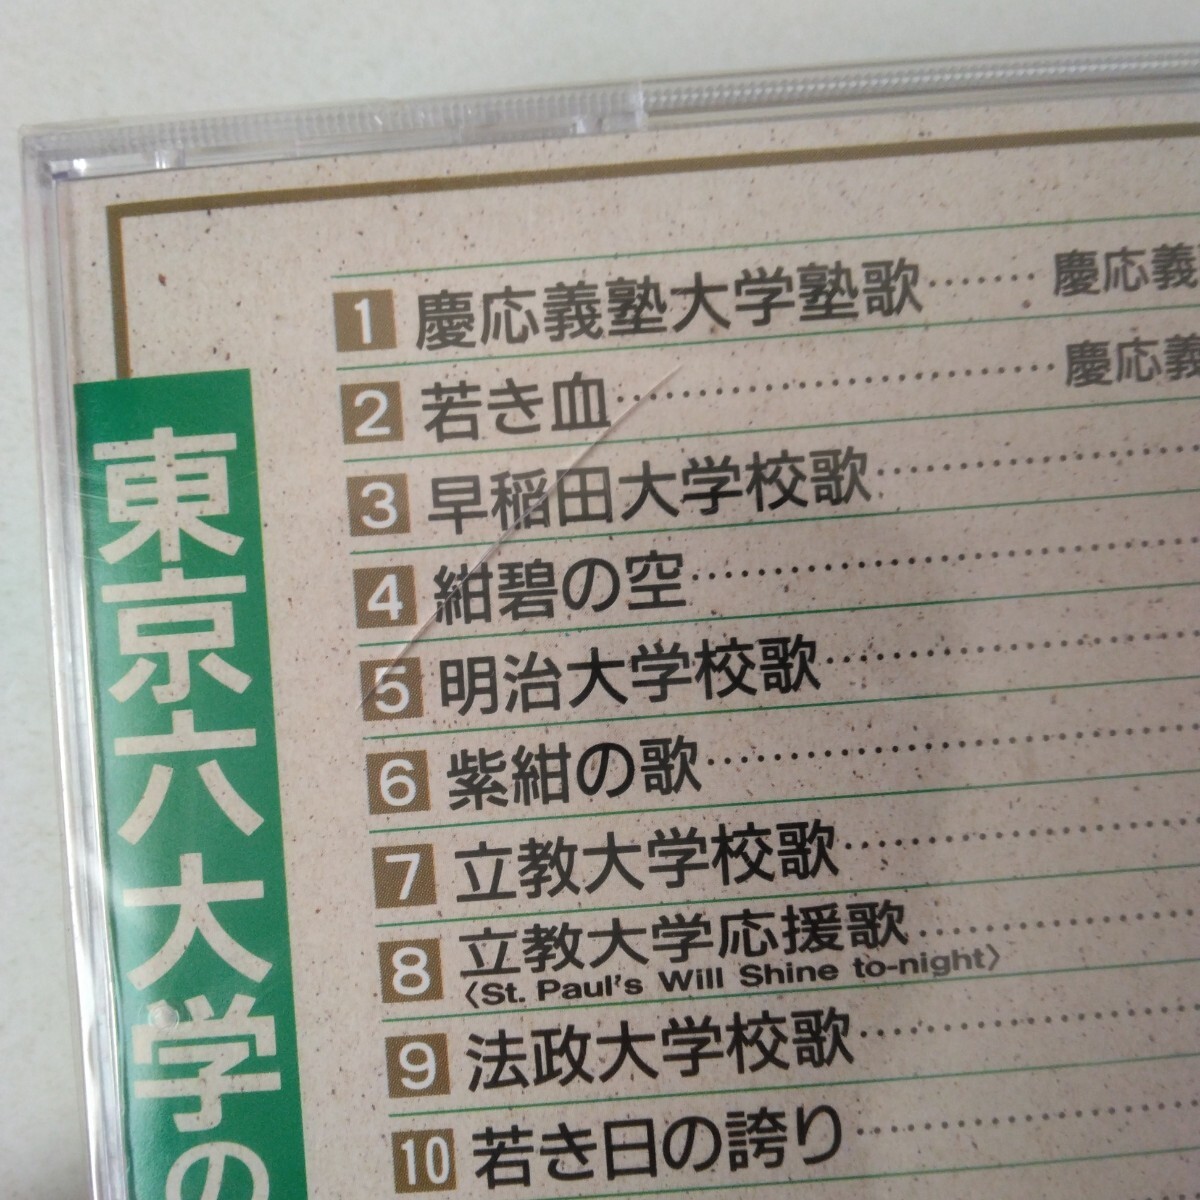 東京六大学の
1 慶応義塾大学塾歌……慶応義
2 若き血……慶応義
3 早稲田大学校歌
4 紺碧の空
5 明治大学校歌
6 紫紺の歌
7 立教大学校歌
8 立教大学応援歌
〈St. Paul's Will Shine to-night〉
9 法政大学校歌
10 若き日の誇り